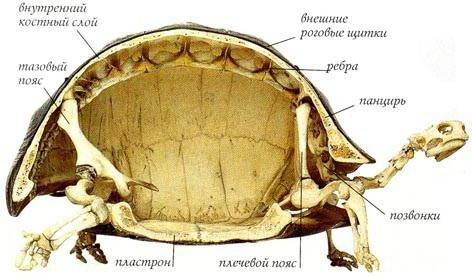 внутренний
костный слой
внешние
роговые щитки
тазовый
пояс
ребра
панцирь
позвонки
пластрон
плечевой пояс